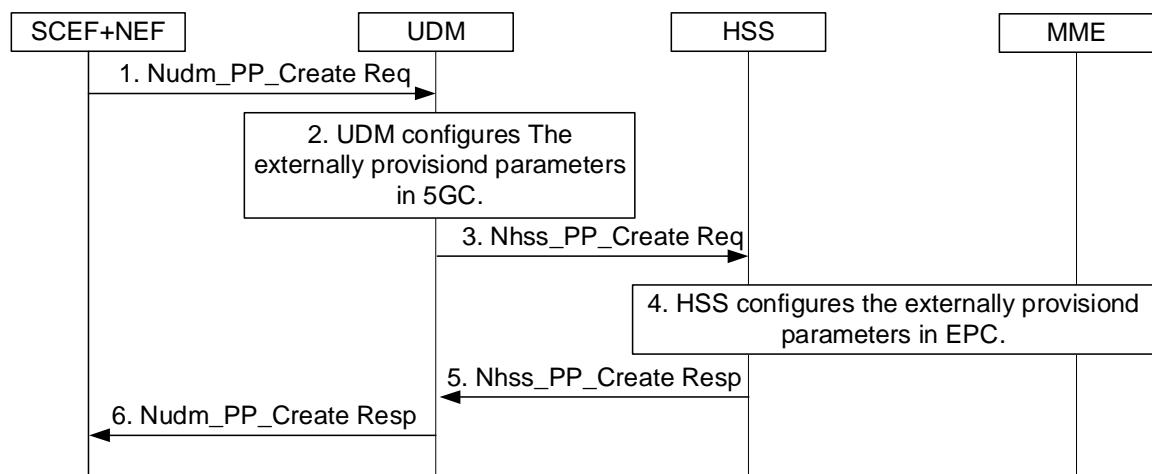 SCEF+NEF
UDM
HSS
MME
1. Nudm_PP_Create Req
2. UDM configures The
externally provisiond parameters
in 5GC.
3. Nhss_PP_Create Req
4. HSS configures the externally provisiond
parameters in EPC.
5. Nhss_PP_Create Resp
6. Nudm_PP_Create Resp